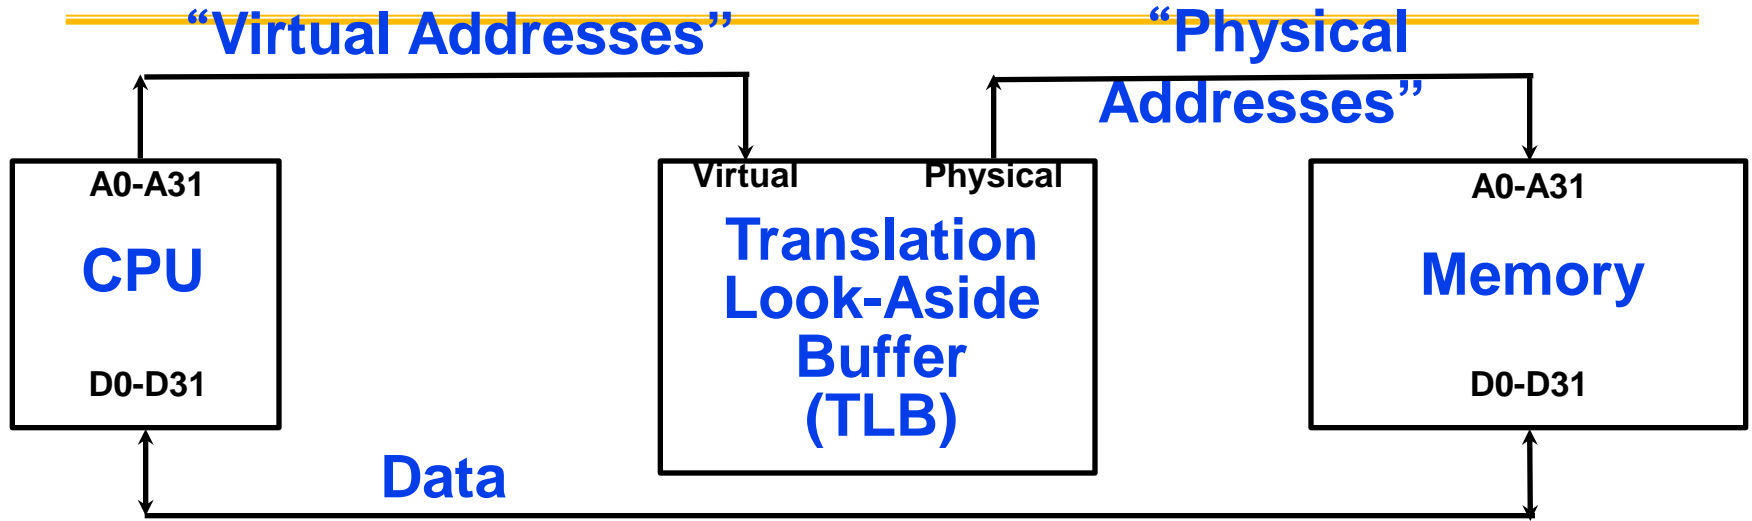 “Virtual Addresses”
“Physical
Addresses”
A0-A31
CPU
D0-D31
Virtual Physical
Translation
Look-Aside
Buffer
(TLB)
A0-A31
Memory
D0-D31
Data